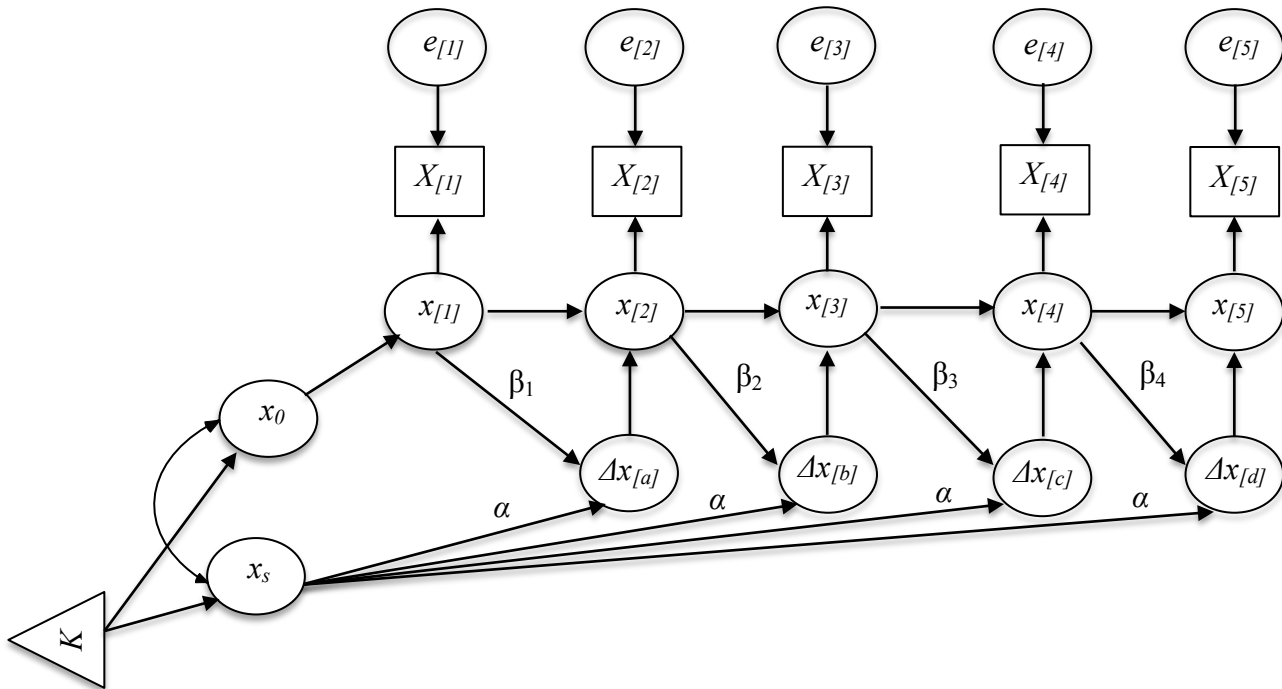 e[1] e[2] e[3] e[4] e[5]
X[1] X[2] X[3] X[4] X[5]
x[1] x[2] x[3] x[4] x[5]
β1 β2 β3 β4
x0
Δx[a] Δx[b] Δx[c] Δx[d]
α α α α
xs
K